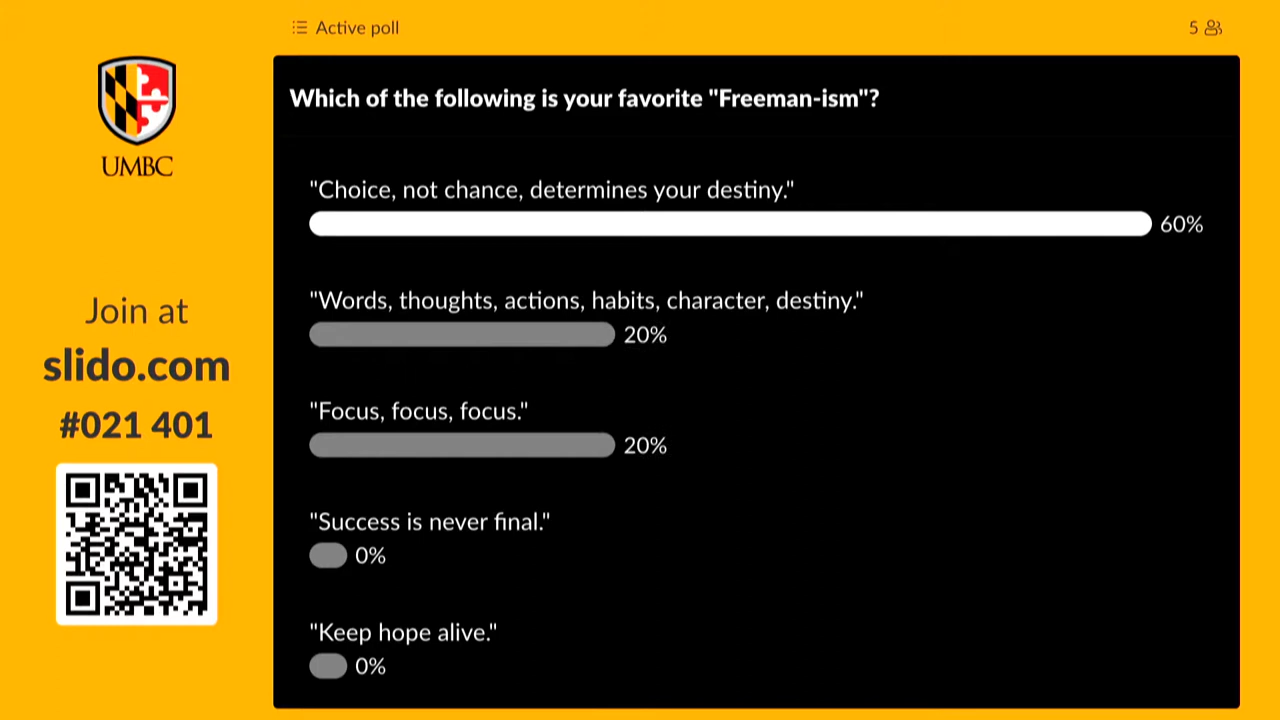 Active poll
5
UMBC
Which of the following is your favorite "Freeman-ism"?
"Choice, not chance, determines your destiny."
60%
"Words, thoughts, actions, habits, character, destiny."
20%
"Focus, focus, focus."
20%
"Success is never final."
0%
"Keep hope alive."
0%
Join at
slido.com
#021 401